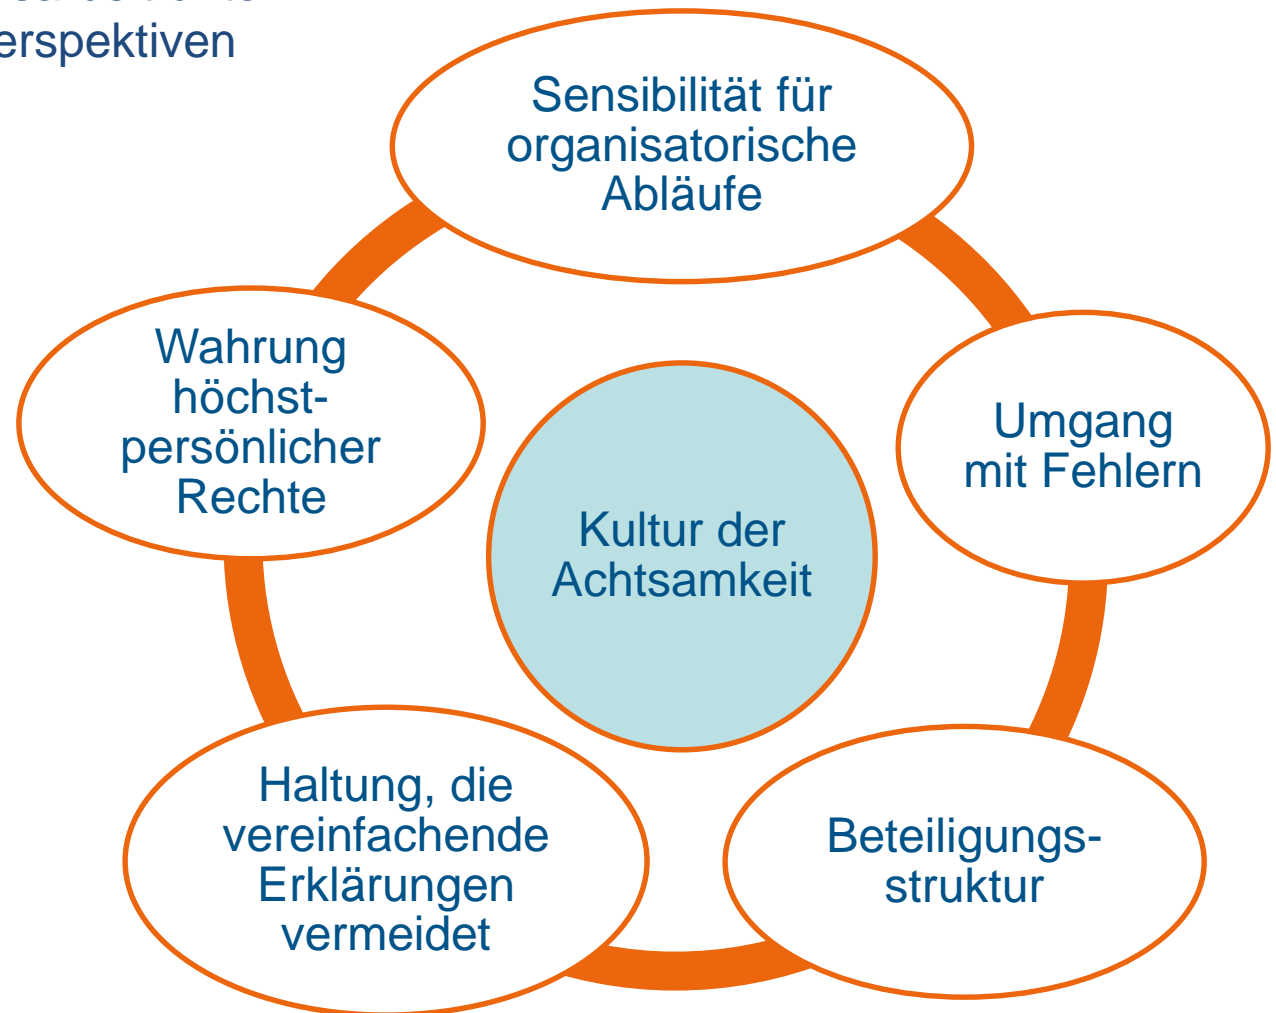 erspektiven
Sensibilität für
organisatorische
Abläufe
Umgang
mit Fehlern
Beteiligungs-
struktur
Haltung, die
vereinfachende
Erklärungen
vermeidet
Wahrung
höchst-
persönlicher
Rechte
Kultur der
Achtsamkeit